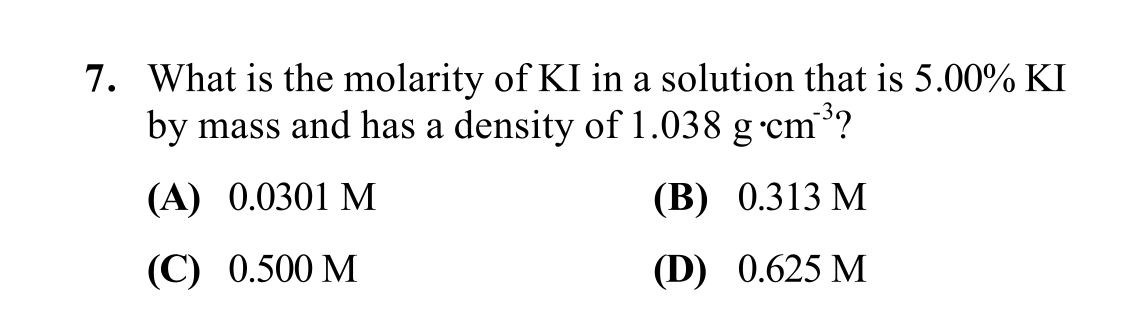 7. What is the molarity of KI in a solution that is 5.00% KI
by mass and has a density of 1.038 g·cm⁻³?
(A) 0.0301 M (B) 0.313 M
(C) 0.500 M (D) 0.625 M